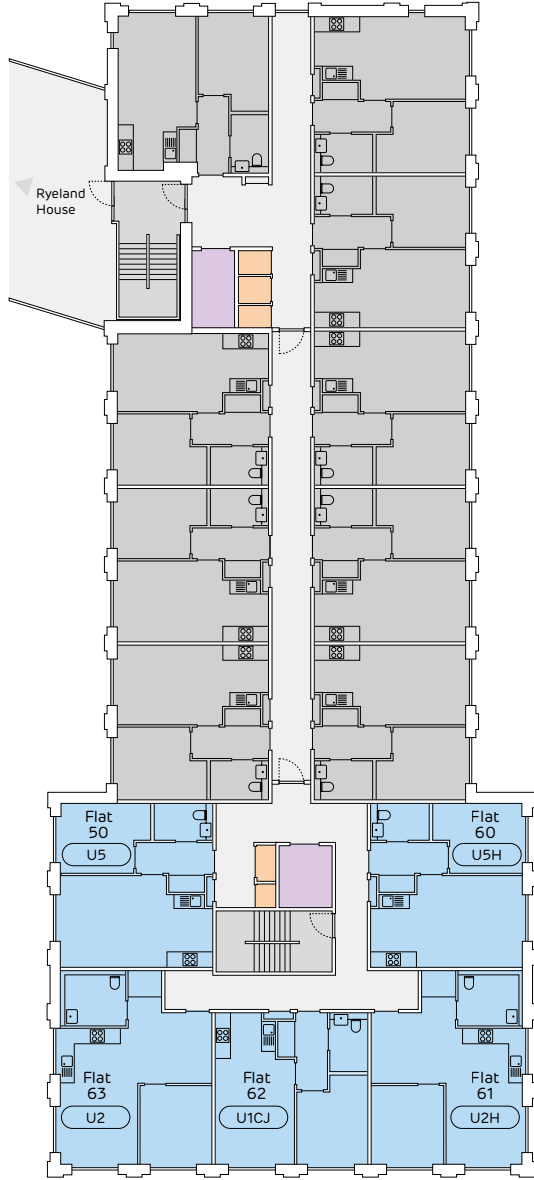 Ryeland
House
Flat
50
U5
Flat
60
U5H
Flat
63
U2
Flat
62
U1CJ
Flat
61
U2H